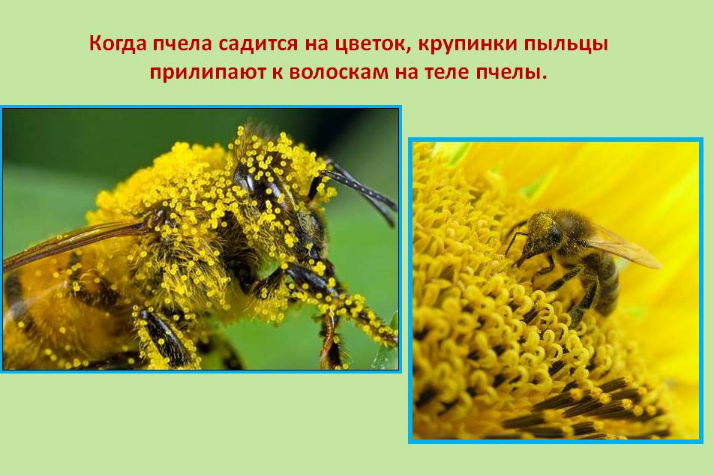 Когда пчела садится на цветок, крупинки пыльцы
прилипают к волоскам на теле пчелы.